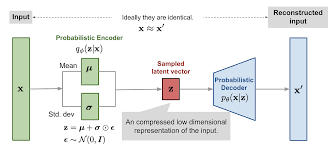 Input
Ideally they are identical.
x ≈ x′
Reconstructed
input
Probabilistic Encoder
qϕ(z|x)
Mean
μ
Sampled
latent vector
x
z
Probabilistic
Decoder
pθ(x|z)
x′
σ
Std. dev
z = μ + σ ⊙ ϵ
ϵ ∼ N(0, I)
An compressed low dimensional
representation of the input.